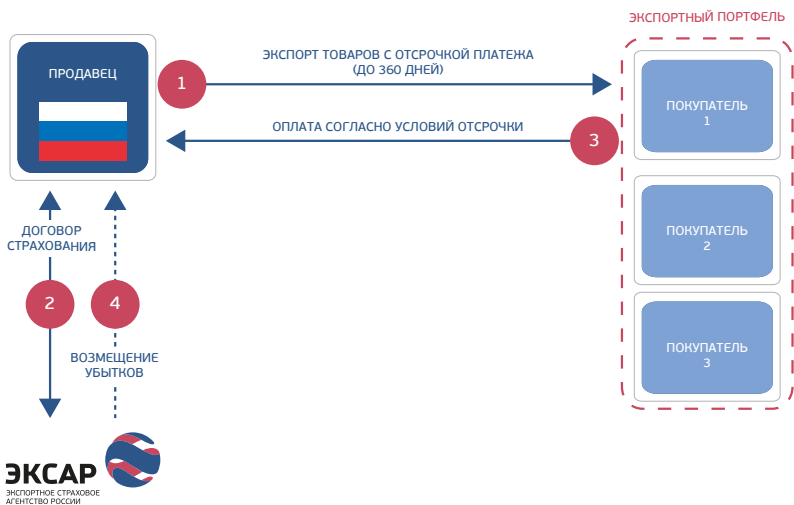 ЭКСПОРТНЫЙ ПОРТФЕЛЬ
ПРОДАВЕЦ
1
ЭКСПОРТ ТОВАРОВ С ОТСРОЧКОЙ ПЛАТЕЖА
(ДО 360 ДНЕЙ)
ПОКУПАТЕЛЬ
1
ОПЛАТА СОГЛАСНО УСЛОВИЙ ОТСРОЧКИ
3
ПОКУПАТЕЛЬ
2
ДОГОВОР
СТРАХОВАНИЯ
2
4
ПОКУПАТЕЛЬ
3
ВОЗМЕЩЕНИЕ
УБЫТКОВ
ЭКСАР
ЭКСПОРТНОЕ СТРАХОВОЕ
АГЕНТСТВО РОССИИ